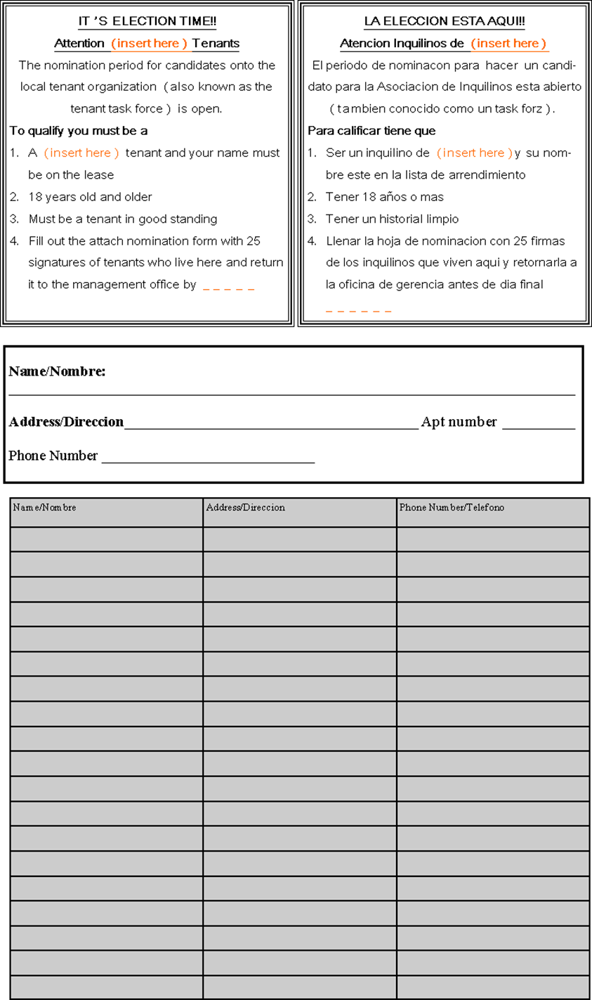 IT ’S ELECTION TIME!!
Attention (insert here) Tenants
The nomination period for candidates onto the
local tenant organization (also known as the
tenant task force) is open.
To qualify you must be a
1. A (insert here) tenant and your name must
be on the lease
2. 18 years old and older
3. Must be a tenant in good standing
4. Fill out the attach nomination form with 25
signatures of tenants who live here and return
it to the management office by _ _ _ _ _
LA ELECCION ESTA AQUI!!
Atencion Inquilinos de (insert here)
El periodo de nominacon para hacer un candi-
dato para la Asociacion de Inquilinos esta abierto
(tambien conocido como un task forz).
Para calificar tiene que
1. Ser un inquilino de (insert here)y su nom-
bre este en la lista de arrendimiento
2. Tener 18 años o mas
3. Tener un historial limpio
4. Llenar la hoja de nominacion con 25 firmas
de los inquilinos que viven aqui y retornarla a
la oficina de gerencia antes de dia final
_ _ _ _ _ _
Name/Nombre:
Address/Direccion____________________ Apt number __________
Phone Number ____________________
Name/Nombre Address/Direccion Phone Number/Telefono